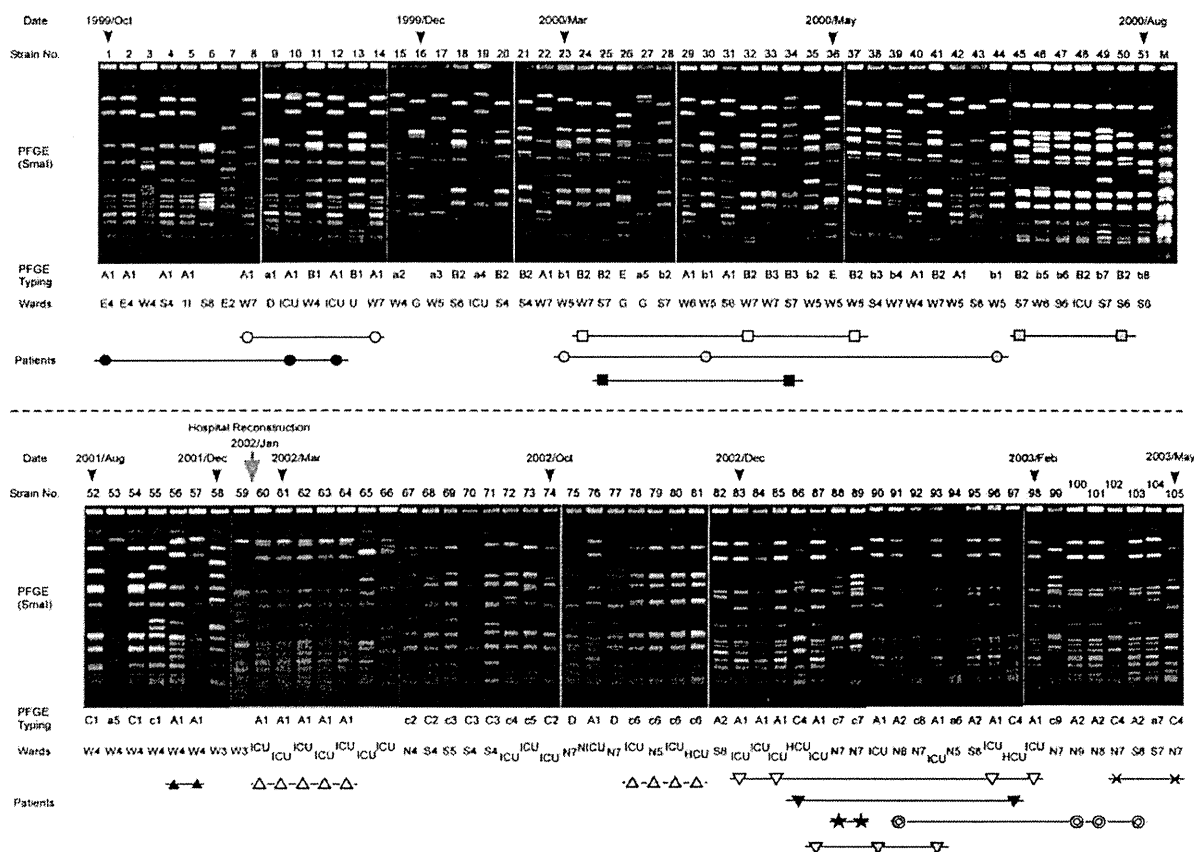 Date 1999/Oct 1999/Dec 2000/Mar 2000/May 2000/Aug
Strain No. 1 2 3 4 5 6 7 8 9 10 11 12 13 14 15 16 17 18 19 20 21 22 23 24 25 26 27 28 29 30 31 32 33 34 35 36 37 38 39 40 41 42 43 44 45 46 47 48 49 50 51 M
PFGE
(SmaI)
PFGE
Typing A1 A1 A1 A1 A1 a1 A1 B1 A1 B1 A1 a2 a3 B2 a4 B2 B2 A1 b1 B2 B2 E a5 b2 A1 b1 A1 B2 B3 B3 b2 E B2 b3 b4 A1 B2 A1 b1 B2 b5 b6 B2 b7 B2 b8
Wards E4 E4 W4 S4 S8 E2 W7 D ICU W4 ICU U W7 W4 G W5 S6 ICU S4 S4 W7 W5 W7 S7 G G S7 W6 W5 S8 W7 W7 S7 W5 W5 W5 S4 W7 W4 W7 W5 S8 W5 S7 W6 S6 ICU S7 S6 S8
Patients
Hospital Reconstruction
2002/Jan
Date 2001/Aug 2001/Dec 2002/Mar 2002/Oct 2002/Dec 2003/Feb 2003/May
Strain No. 52 53 54 55 56 57 58 59 60 61 62 63 64 65 66 67 68 69 70 71 72 73 74 75 76 77 78 79 80 81 82 83 84 85 86 87 88 89 90 91 92 93 94 95 96 97 98 99 100 101 102 103 104 105
PFGE
(SmaI)
PFGE
Typing C1 a5 C1 c1 A1 A1 A1 A1 A1 A1 A1 c2 C2 c3 C3 C3 c4 c5 C2 D A1 D c6 c6 c6 c6 A2 A1 A1 A1 C4 A1 c7 c7 A1 A2 c8 A1 a6 A2 A1 C4 A1 c9 A2 A2 C4 A2 a7 C4
Wards W4 W4 W4 W4 W4 W4 W3 W3 ICU ICU ICU ICU ICU ICU ICU N4 S4 S5 S4 S4 ICU ICU ICU N7 NICU N7 ICU N5 ICU HCU S8 ICU ICU ICU HCU ICU N7 N7 ICU N8 N7 ICU N5 S6 ICU HCU ICU N7 N9 N8 N7 S6 S7 N7
Patients